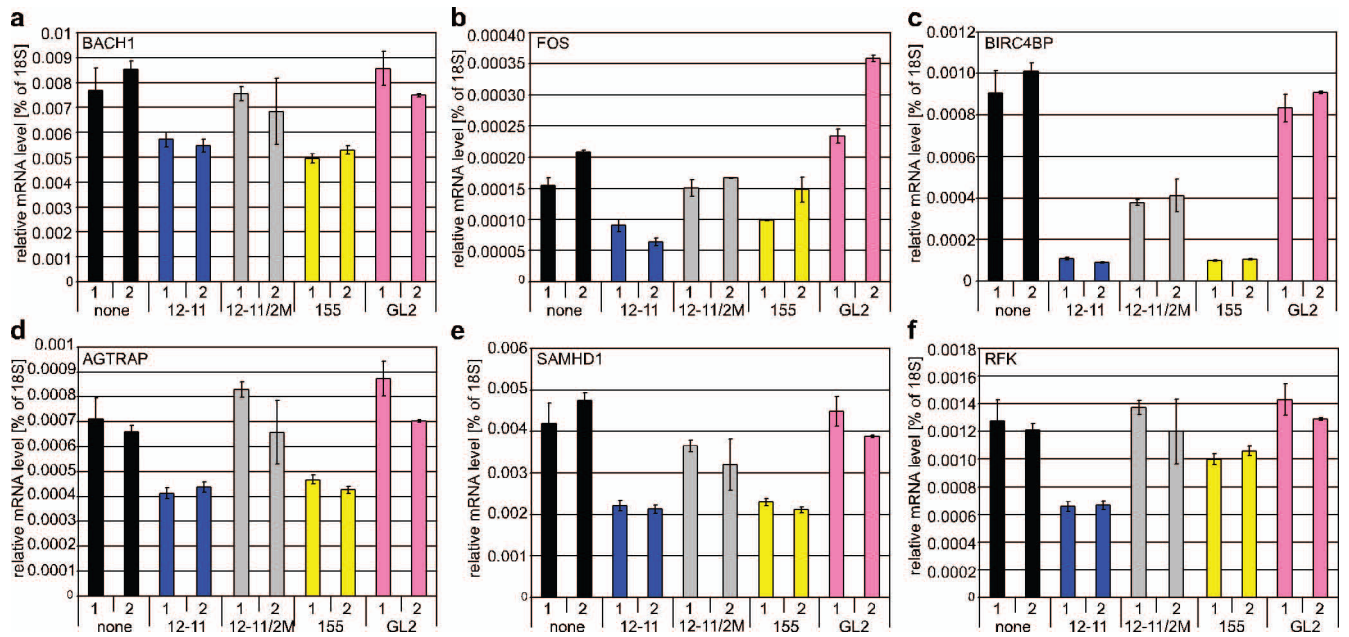 a
BACH1
relative mRNA level [% of 18S]
0.01
0.009
0.008
0.007
0.006
0.005
0.004
0.003
0.002
0.001
0
1 2 1 2 1 2 1 2 1 2
none 12-11 12-11/2M 155 GL2
b
FOS
relative mRNA level [% of 18S]
0.00040
0.00035
0.00030
0.00025
0.00020
0.00015
0.00010
0.00005
0
1 2 1 2 1 2 1 2 1 2
none 12-11 12-11/2M 155 GL2
c
BIRC4BP
relative mRNA level [% of 18S]
0.0012
0.0010
0.0008
0.0006
0.0004
0.0002
0
1 2 1 2 1 2 1 2 1 2
none 12-11 12-11/2M 155 GL2
d
AGTRAP
relative mRNA level [% of 18S]
0.001
0.0009
0.0008
0.0007
0.0006
0.0005
0.0004
0.0003
0.0002
0.0001
0
1 2 1 2 1 2 1 2 1 2
none 12-11 12-11/2M 155 GL2
e
SAMHD1
relative mRNA level [% of 18S]
0.006
0.005
0.004
0.003
0.002
0.001
0
1 2 1 2 1 2 1 2 1 2
none 12-11 12-11/2M 155 GL2
f
RFK
relative mRNA level [% of 18S]
0.0018
0.0016
0.0014
0.0012
0.0010
0.0008
0.0006
0.0004
0.0002
0
1 2 1 2 1 2 1 2 1 2
none 12-11 12-11/2M 155 GL2